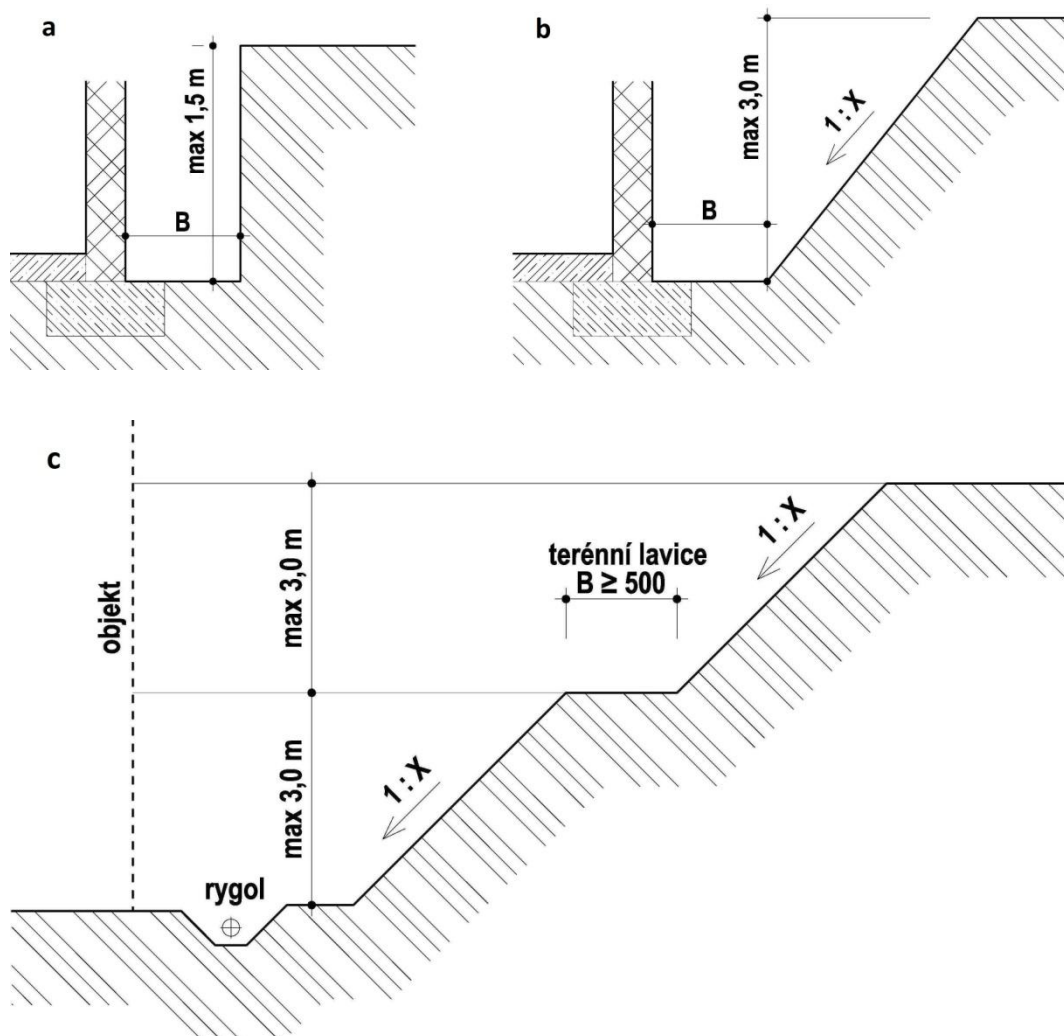 a
max 1,5 m
B
b
max 3,0 m
1 : X
B
c
objekt
max 3,0 m
max 3,0 m
terénní lavice
B ≥ 500
1 : X
1 : X
rygol